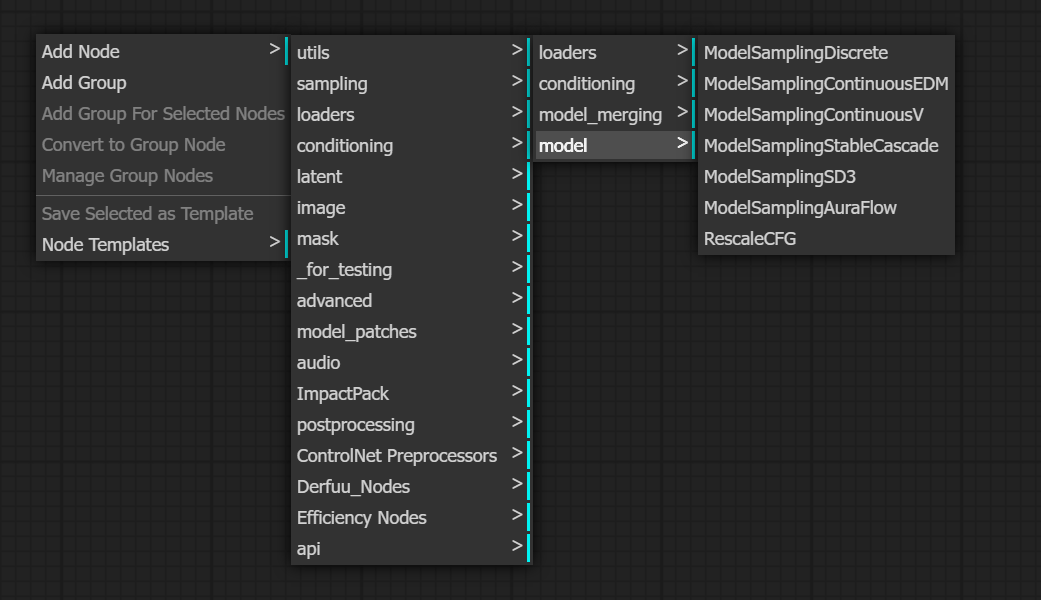 Add Node >
Add Group
Add Group For Selected Nodes
Convert to Group Node
Manage Group Nodes
Save Selected as Template
Node Templates >
utils >
sampling >
loaders >
conditioning >
latent >
image >
mask >
_for_testing >
advanced >
model_patches >
audio >
ImpactPack >
postprocessing >
ControlNet Preprocessors >
Derfuu_Nodes >
Efficiency Nodes >
api >
loaders >
conditioning >
model_merging >
model >
ModelSamplingDiscrete
ModelSamplingContinuousEDM
ModelSamplingContinuousV
ModelSamplingStableCascade
ModelSamplingSD3
ModelSamplingAuraFlow
RescaleCFG